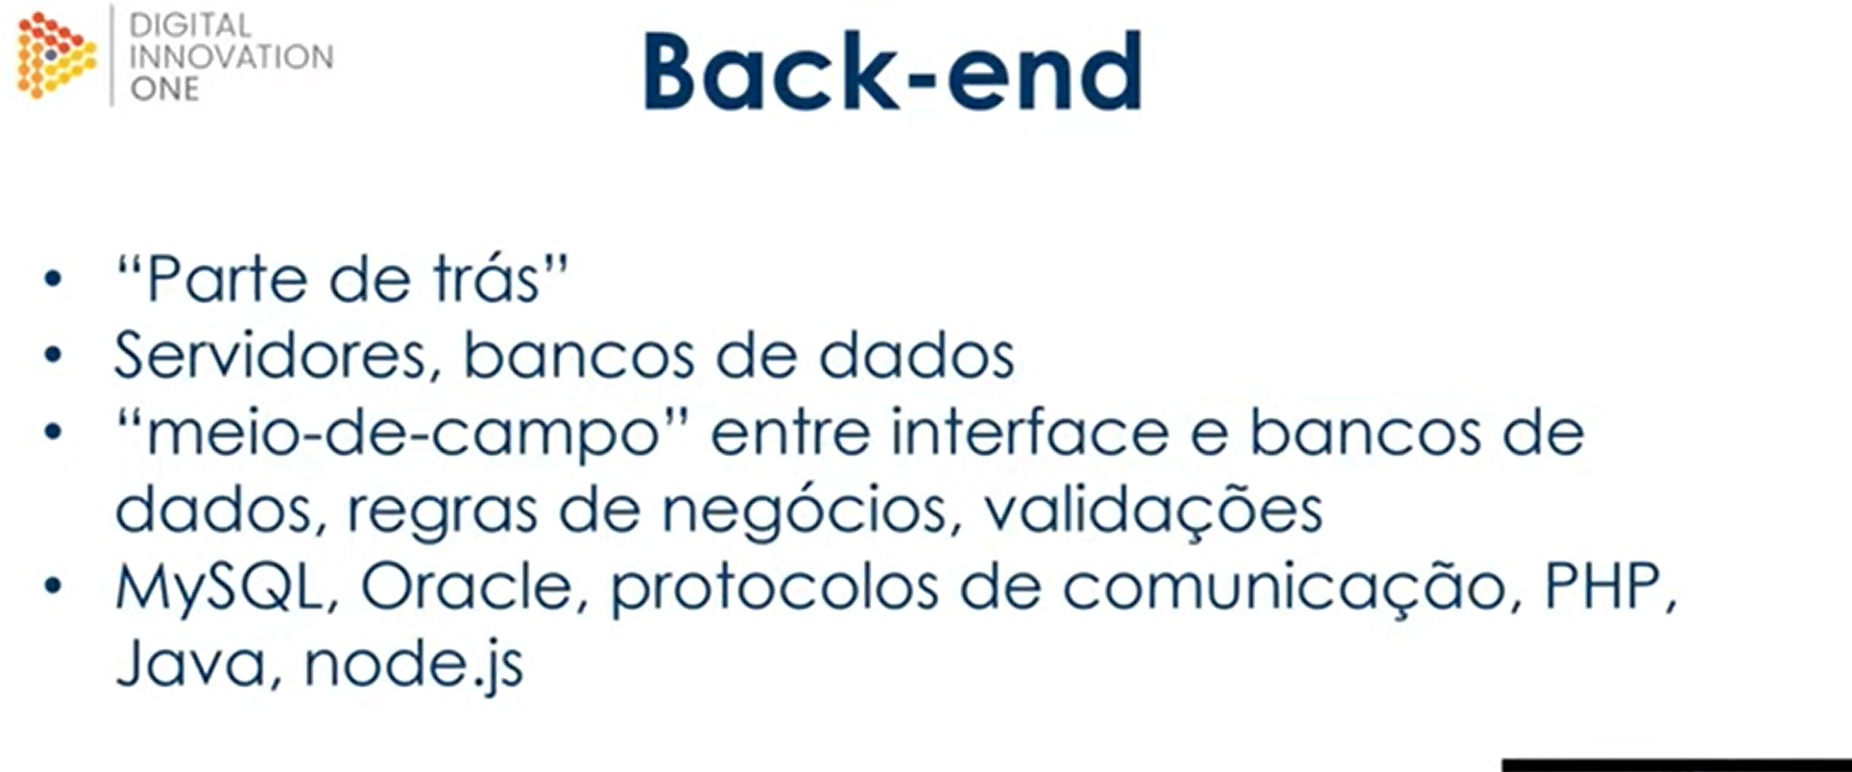 DIGITAL
INNOVATION
ONE
Back-end
• “Parte de trás”
• Servidores, bancos de dados
• “meio-de-campo” entre interface e bancos de
dados, regras de negócios, validações
• MySQL, Oracle, protocolos de comunicação, PHP,
Java, node.js